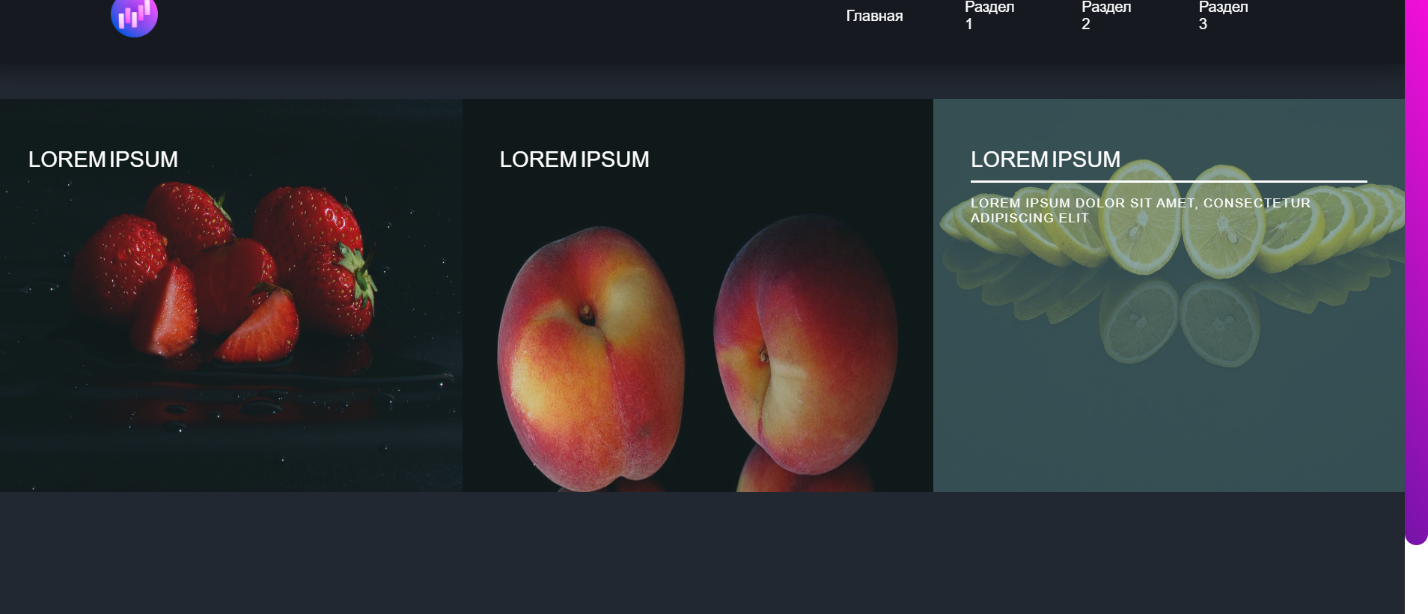 Главная
Раздел
1
Раздел
2
Раздел
3
LOREM IPSUM
LOREM IPSUM
LOREM IPSUM
LOREM IPSUM DOLOR SIT AMET, CONSECTETUR
ADIPISCING ELIT